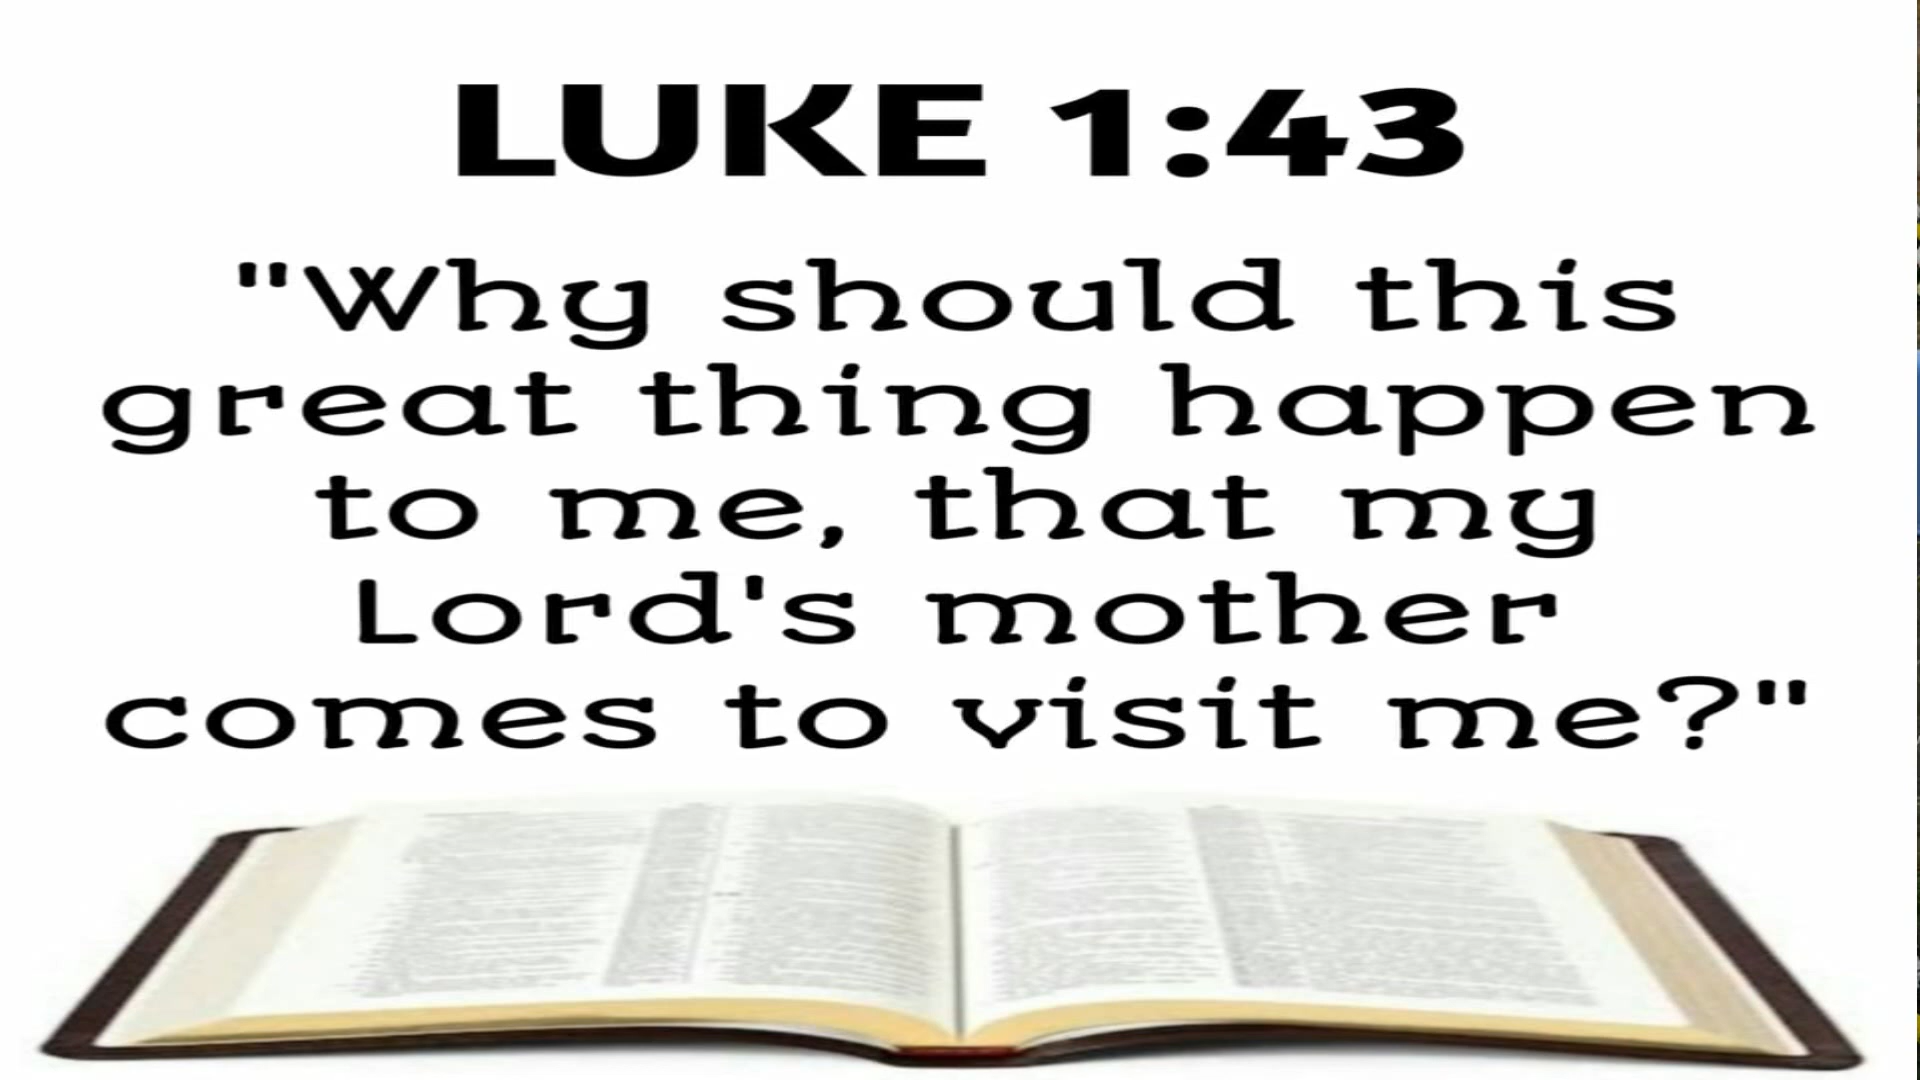 LUKE 1:43
"Why should this
great thing happen
to me, that my
Lord's mother
comes to visit me?"